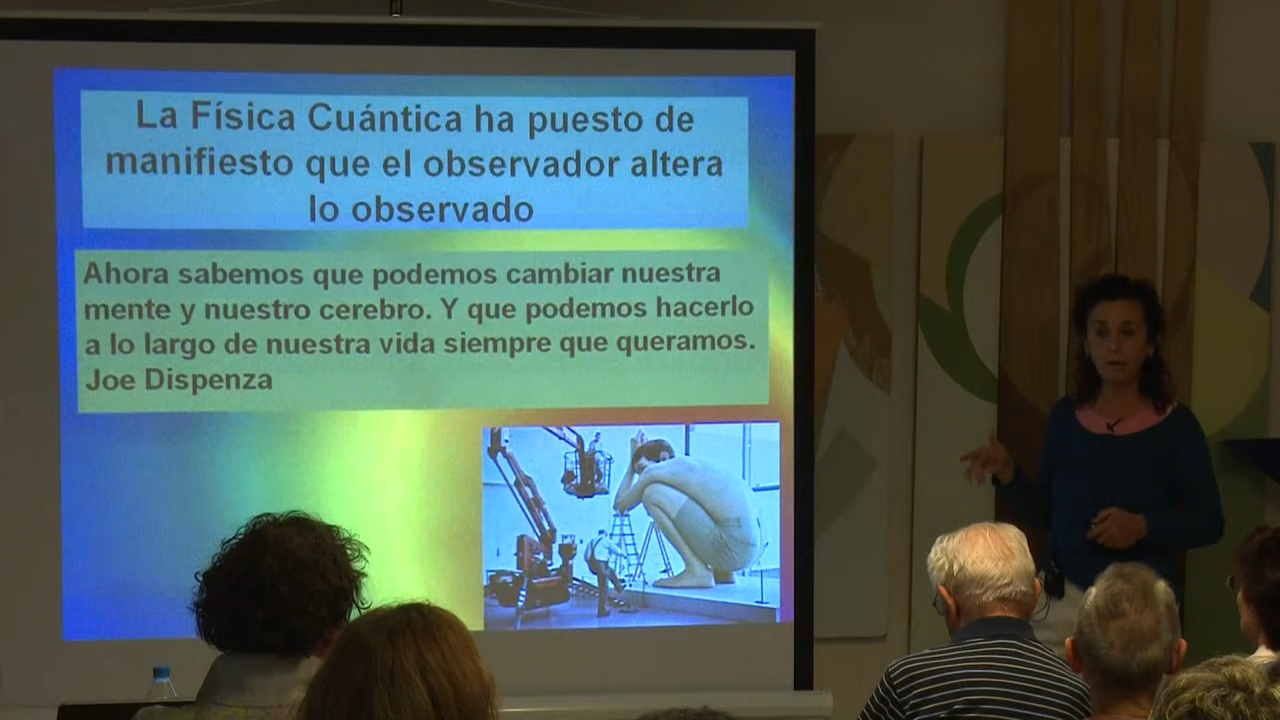 La Física Cuántica ha puesto de
manifiesto que el observador altera
lo observado
Ahora sabemos que podemos cambiar nuestra
mente y nuestro cerebro. Y que podemos hacerlo
a lo largo de nuestra vida siempre que queramos.
Joe Dispenza